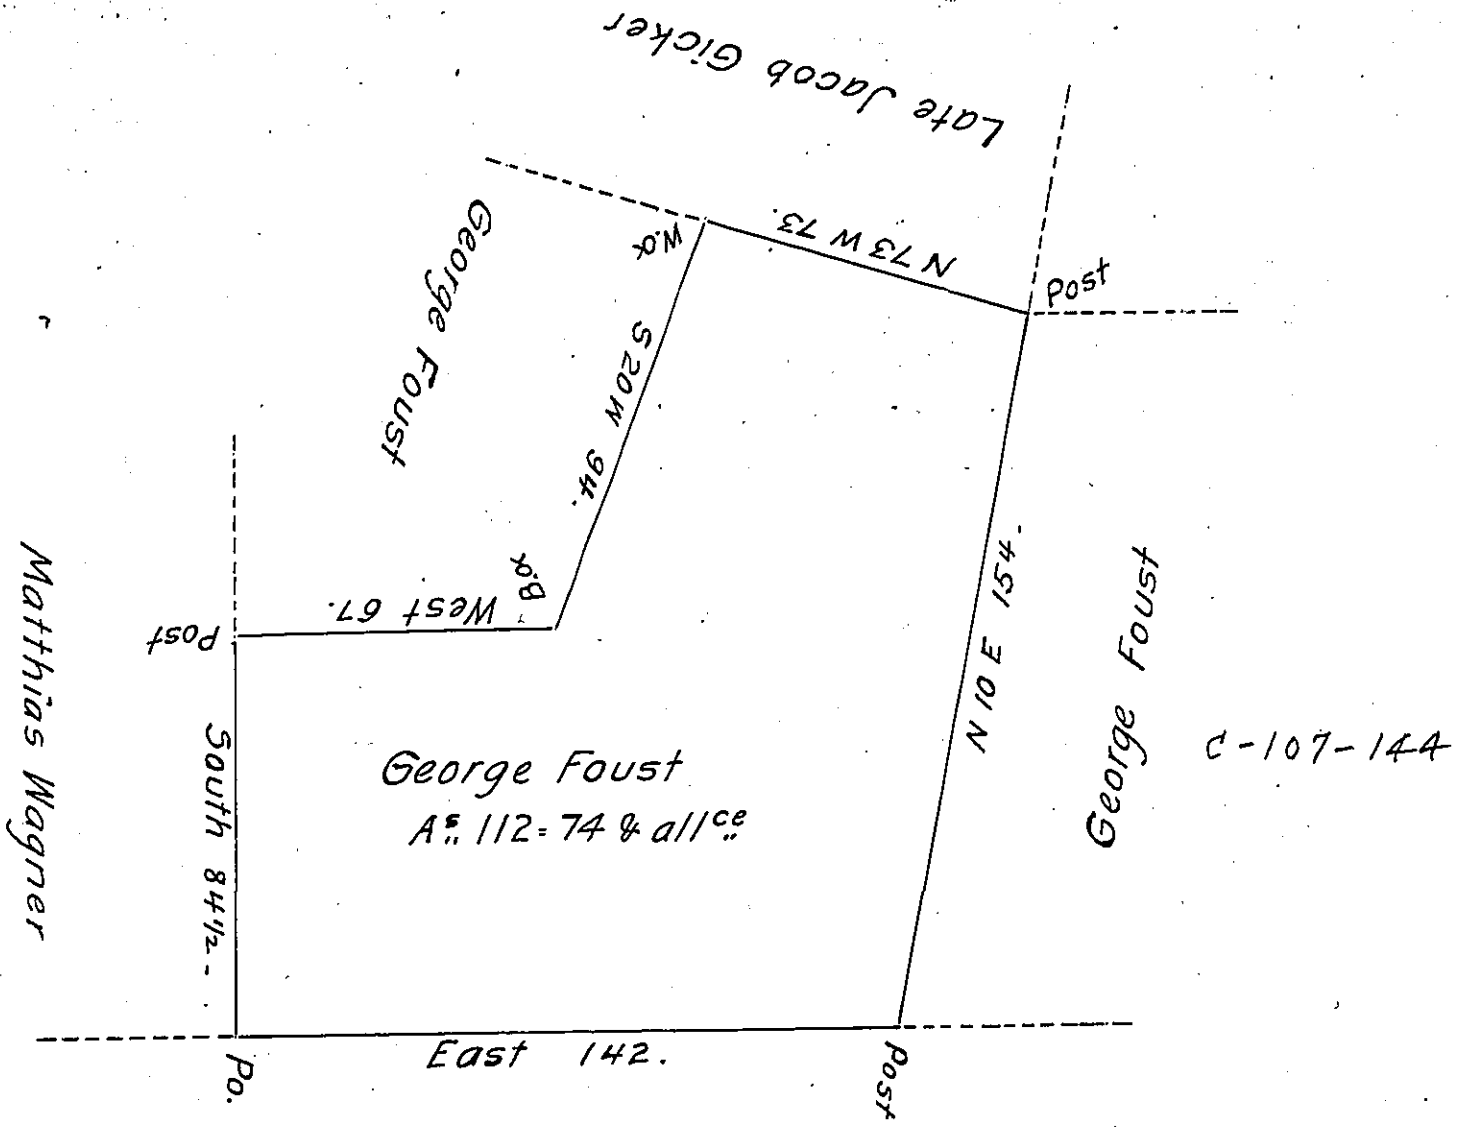 Late Jacob Gicker
N 73 W 73.
W.o.
Post
George Foust
S 20 W 94.
B.o.
West 67.
Post
N 10 E 154.
George Foust
C-107-144
Matthias Wagner
South 84 1/2
George Foust
A.s 112=74 & all.ce
East 142.
Po.
Post